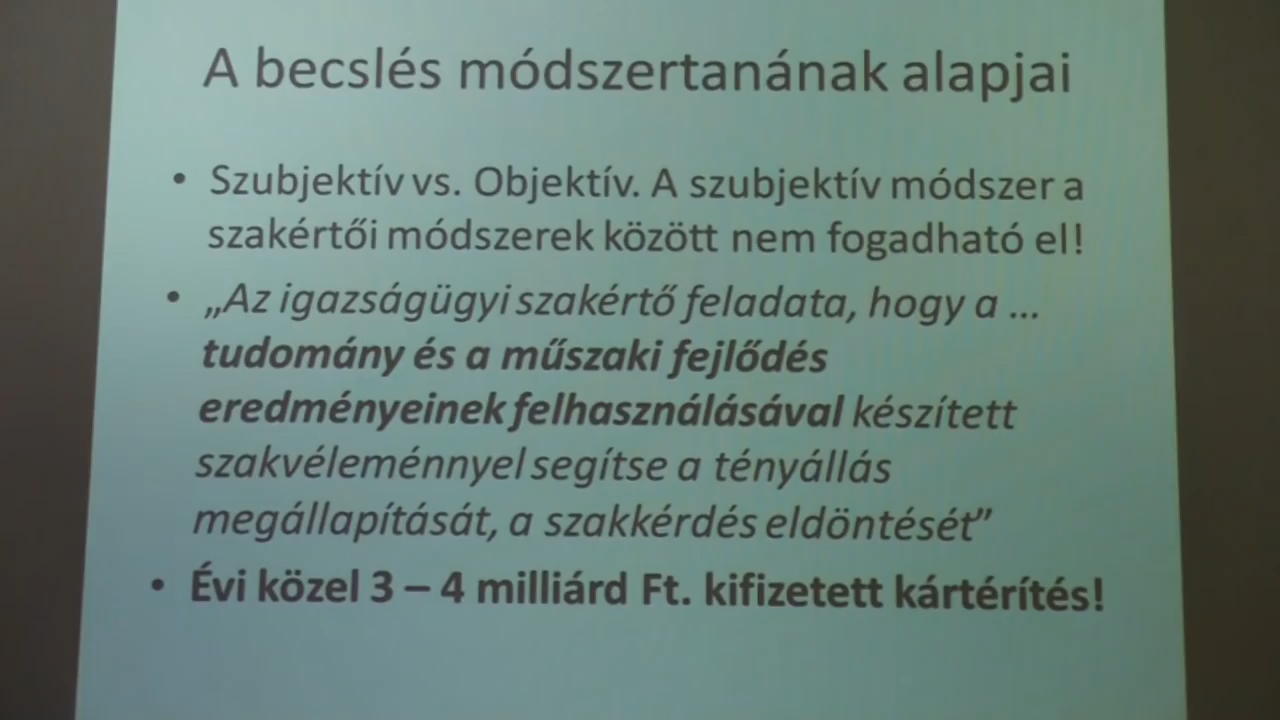 A becslés módszertanának alapjai
• Szubjektív vs. Objektív. A szubjektív módszer a
szakértői módszerek között nem fogadható el!
• „Az igazságügyi szakértő feladata, hogy a ...
tudomány és a műszaki fejlődés
eredményeinek felhasználásával készített
szakvéleménnyel segítse a tényállás
megállapítását, a szakkérdés eldöntését”
• Évi közel 3 – 4 milliárd Ft. kifizetett kártérítés!